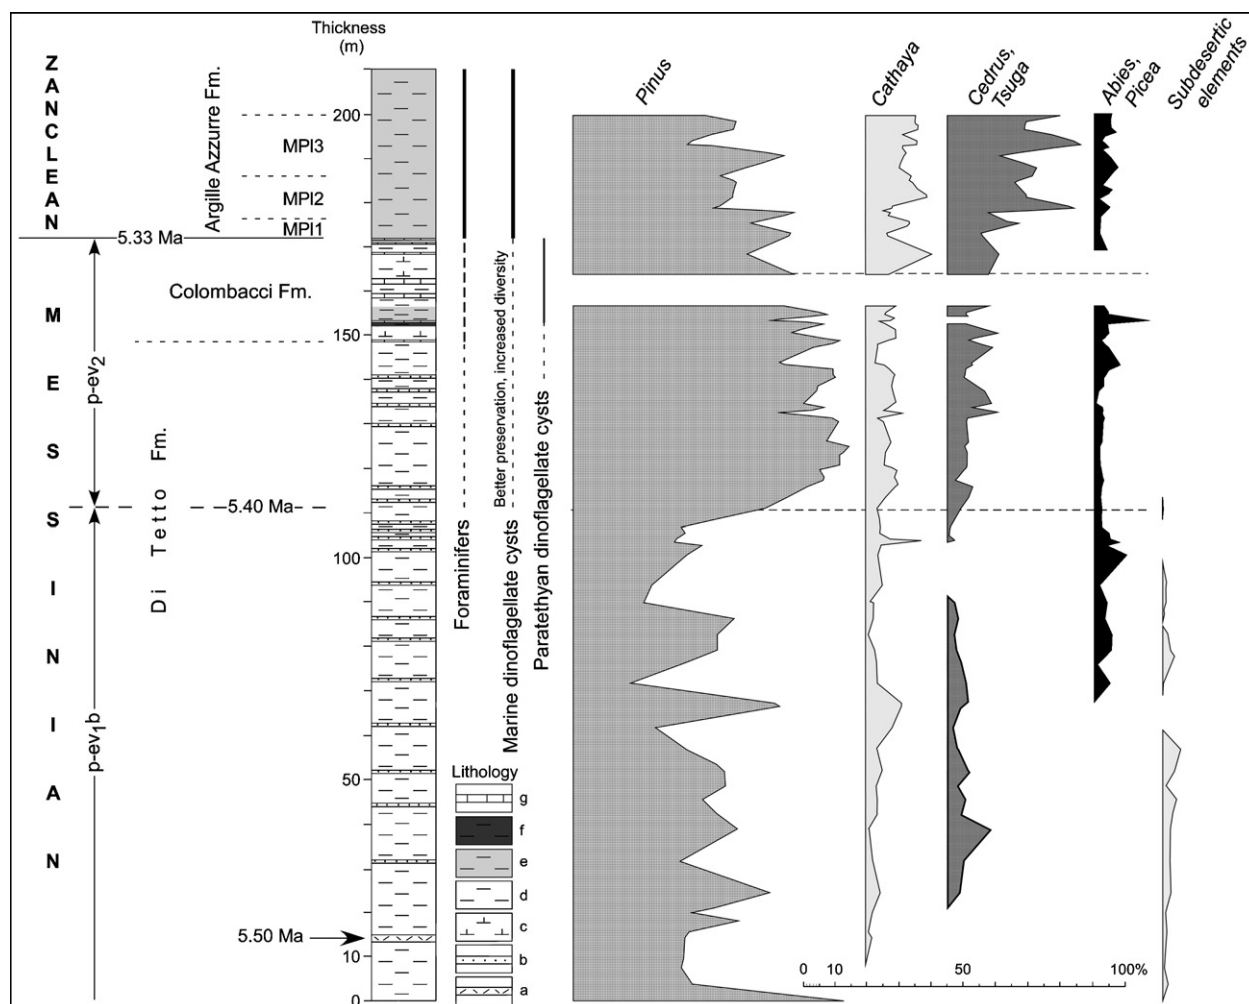 Thickness
(m)
ZANCLEAN
Argille Azzurre Fm.
MPl3
MPl2
MPl1
5.33 Ma
Colombacci Fm.
MESSINIAN
p-ev2
Di Tetto Fm.
5.40 Ma
p-ev1b
5.50 Ma
200
150
100
50
10
0
Foraminifers
Marine dinoflagellate cysts
Better preservation, increased diversity
Paratethyan dinoflagellate cysts
Lithology
g
f
e
d
c
b
a
Pinus
Cathaya
Cedrus,
Tsuga
Abies,
Picea
Subdesertic
elements
0 10 50 100%